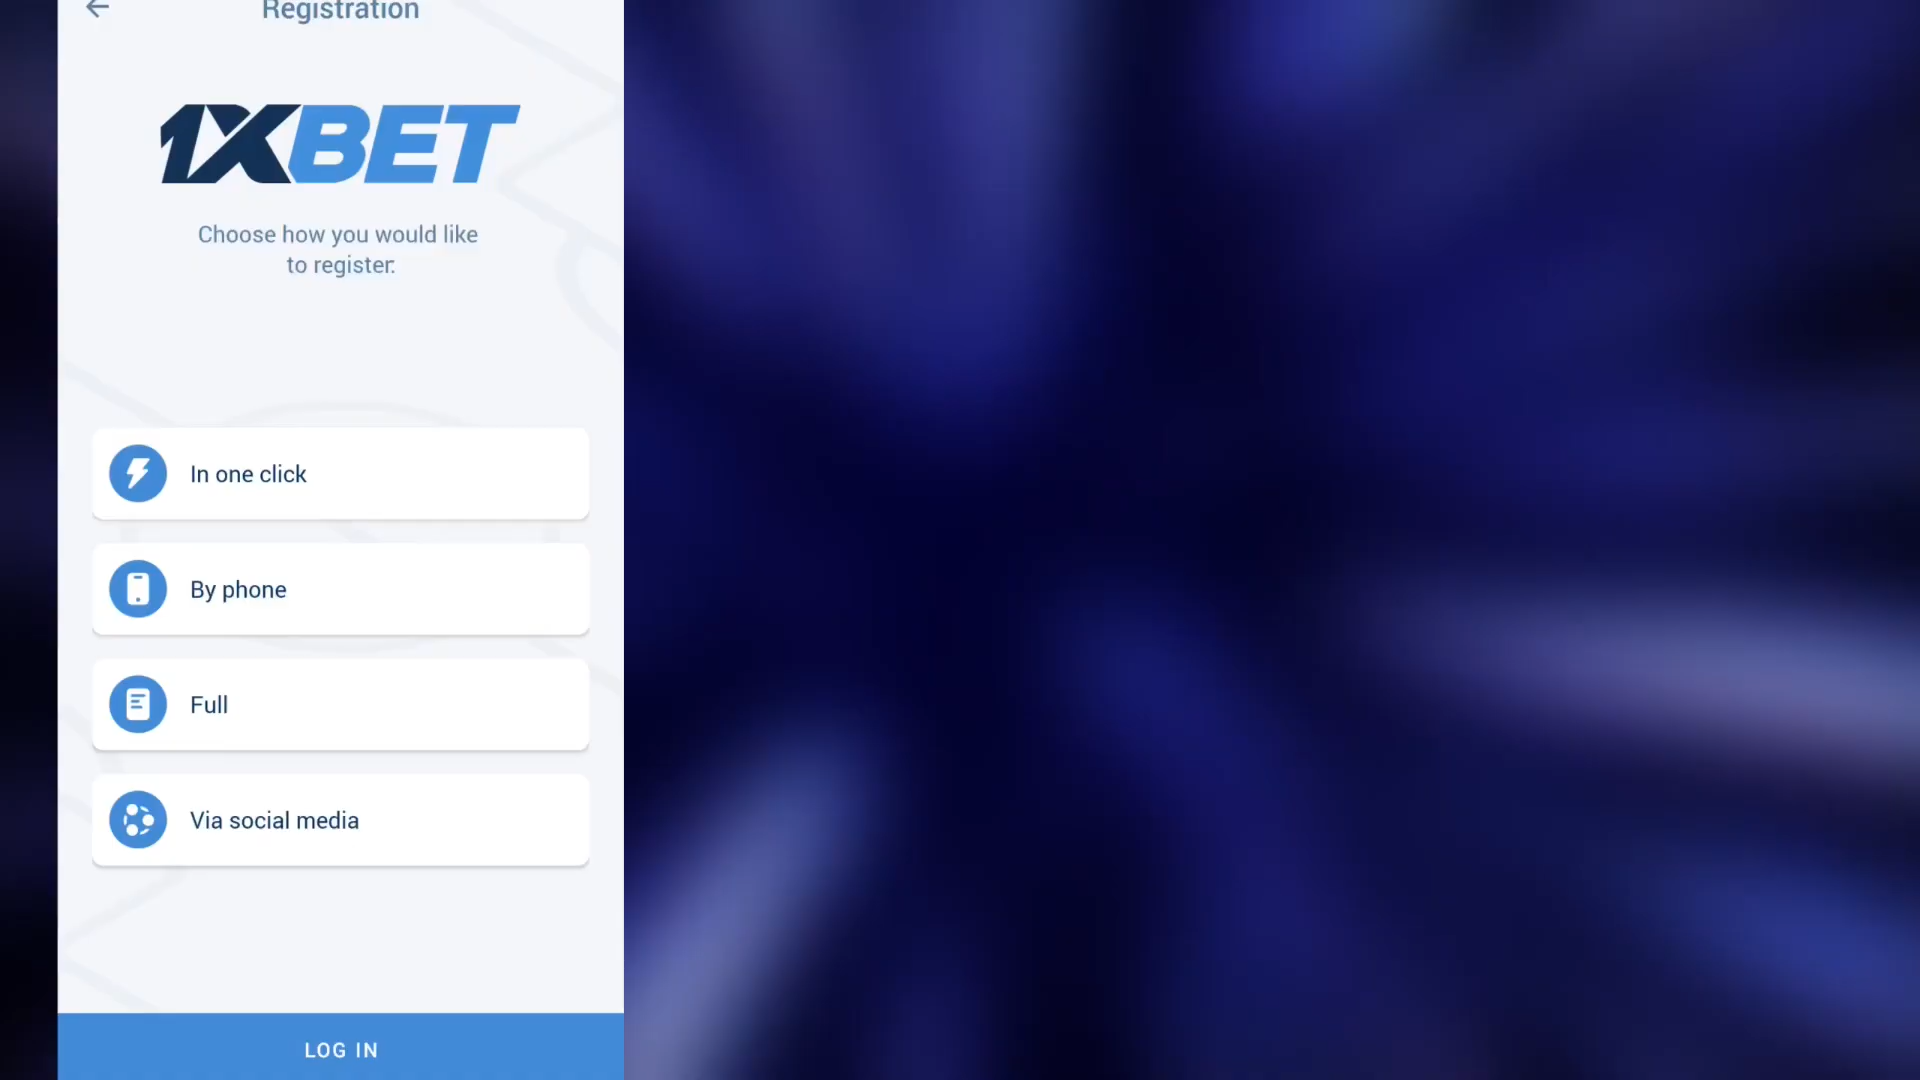 Registration
1XBET
Choose how you would like
to register:
In one click
By phone
Full
Via social media
LOG IN